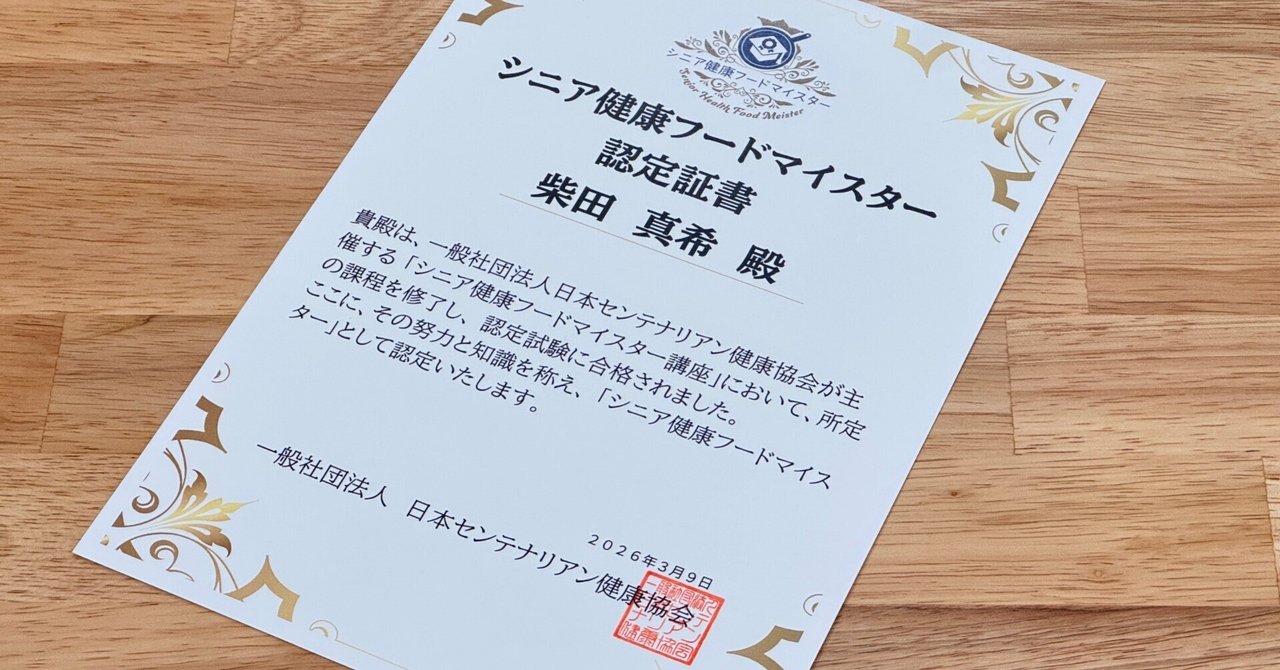 シニア健康フードマイスター
Senior Health Food Meister
シニア健康フードマイスター
認定証書
柴田 真希 殿
貴殿は、一般社団法人日本センテナリアン健康協会が主
催する「シニア健康フードマイスター講座」において、所定
の課程を修了し、認定試験に合格されました。
ここに、その努力と知識を称え、「シニア健康フードマイス
ター」として認定いたします。
2026年3月9日
一般社団法人 日本センテナリアン健康協会